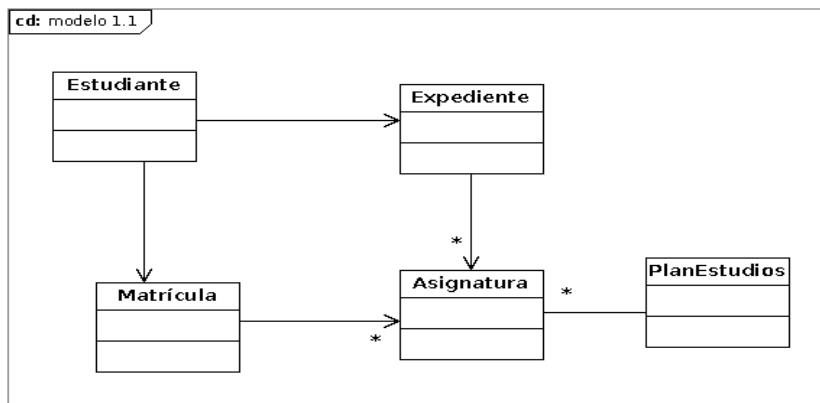 cd: modelo 1.1
Estudiante
Expediente
*
PlanEstudios
Asignatura
*
Matrícula
*